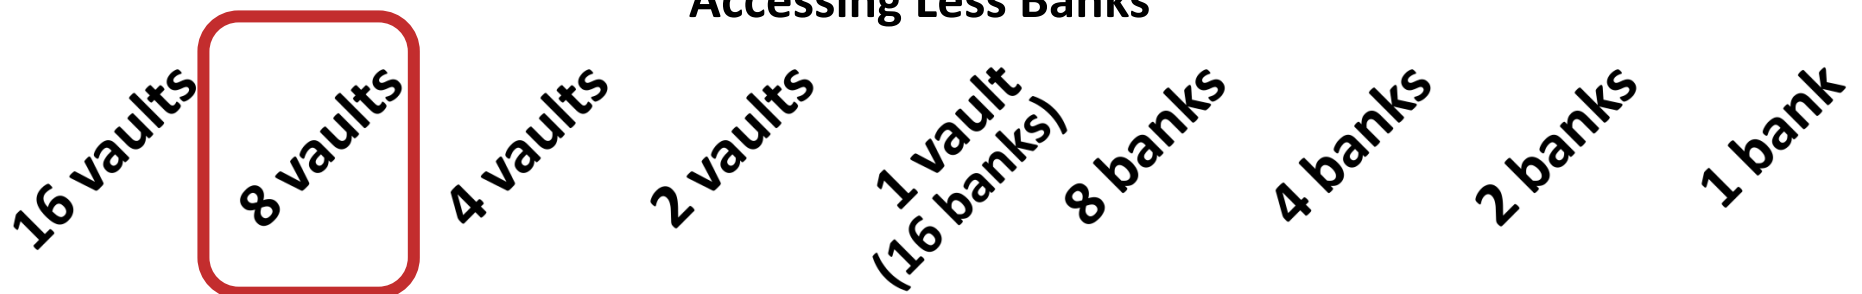 Accessing Less Banks
16 vaults
8 vaults
4 vaults
2 vaults
1 vault
(16 banks)
8 banks
4 banks
2 banks
1 bank